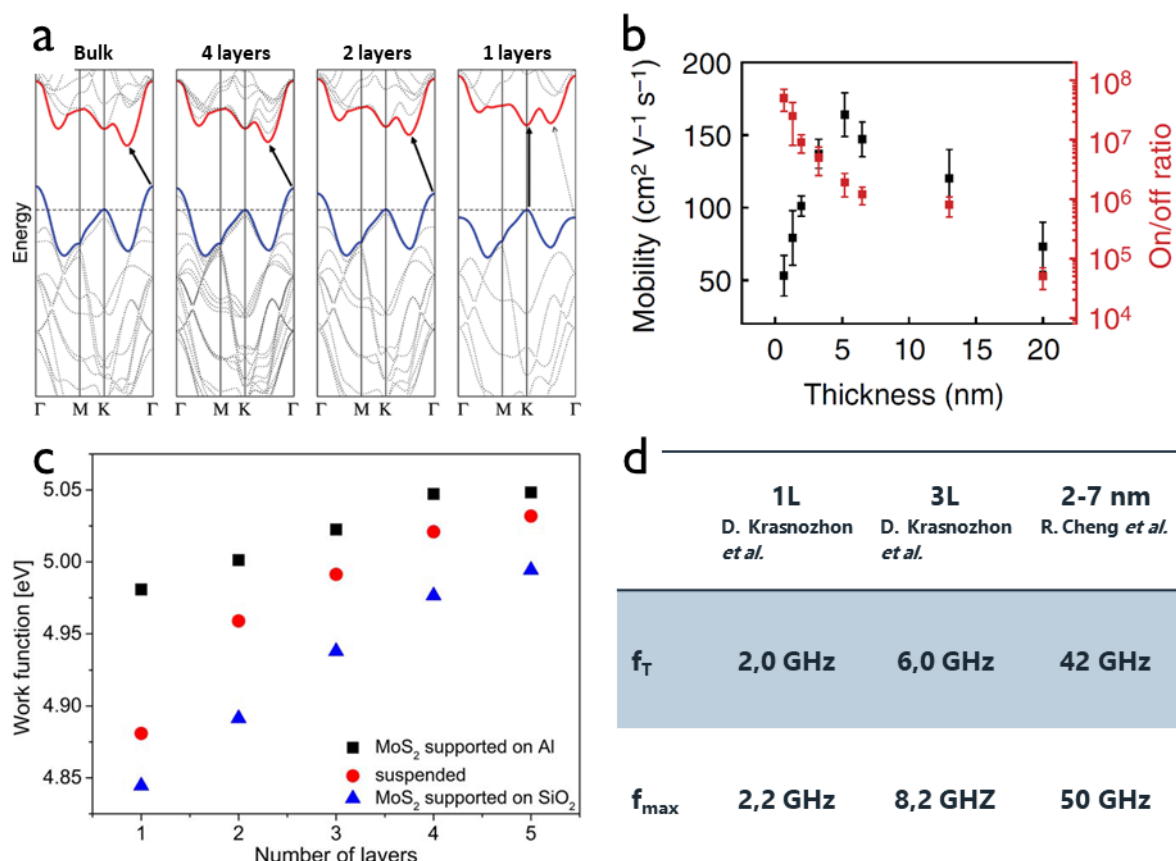 a
Bulk
4 layers
2 layers
1 layers
Energy
Γ M K Γ
Γ M K Γ
Γ M K Γ
Γ M K Γ
b
Mobility (cm² V⁻¹ s⁻¹)
200
150
100
50
10⁸
10⁷
10⁶
10⁵
10⁴
On/off ratio
0 5 10 15 20
Thickness (nm)
c
Work function [eV]
5.05
5.00
4.95
4.90
4.85
MoS₂ supported on Al
suspended
MoS₂ supported on SiO₂
1 2 3 4 5
Number of layers
d
1L
D. Krasnozhon
et al.
3L
D. Krasnozhon
et al.
2-7 nm
R. Cheng et al.
f_T 2,0 GHz 6,0 GHz 42 GHz
f_max 2,2 GHz 8,2 GHZ 50 GHz